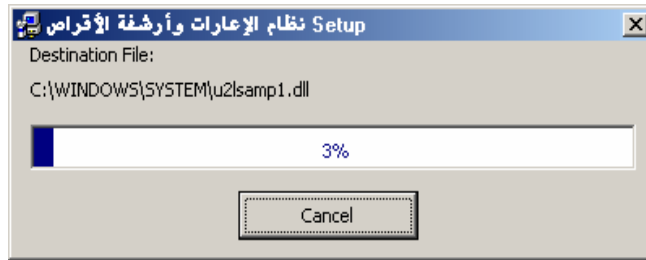 نظام الإعارات وأرشفة الأقراص Setup
Destination File:
C:\WINDOWS\SYSTEM\u2lsamp1.dll
3%
Cancel